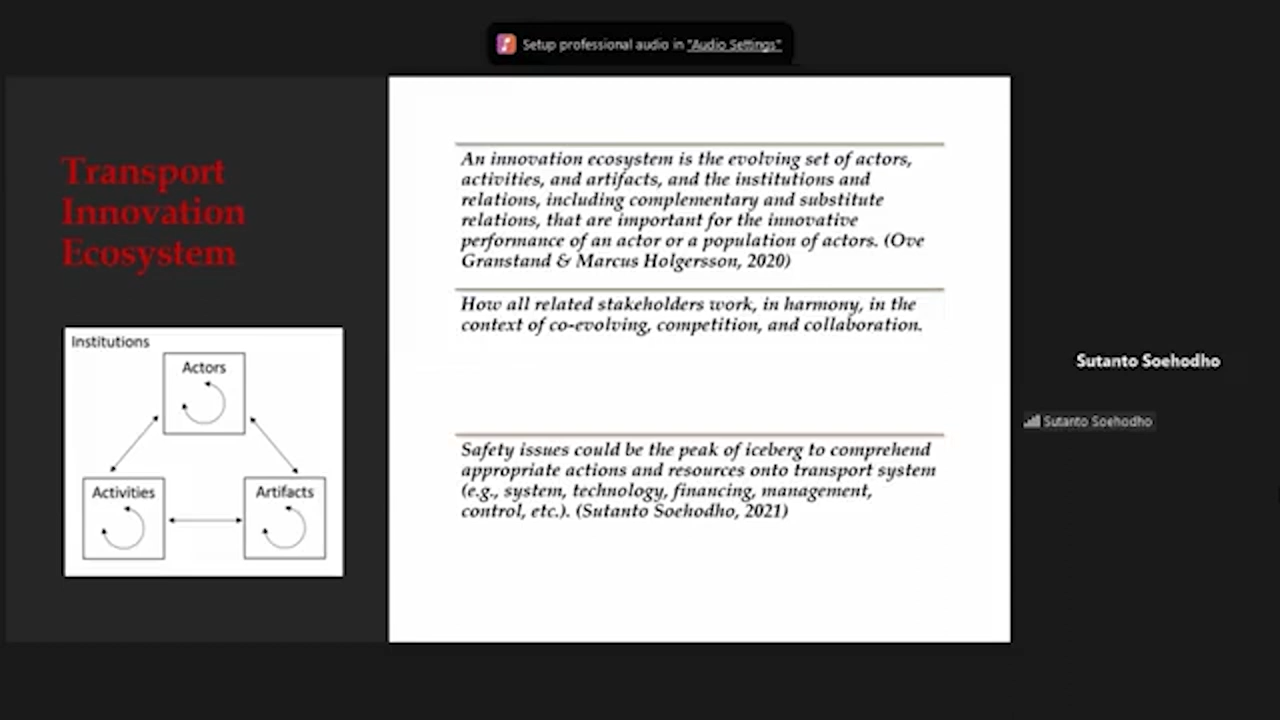 Setup professional audio in "Audio Settings"
Transport
Innovation
Ecosystem
Institutions
Actors
Activities
Artifacts
An innovation ecosystem is the evolving set of actors,
activities, and artifacts, and the institutions and
relations, including complementary and substitute
relations, that are important for the innovative
performance of an actor or a population of actors. (Ove
Granstand & Marcus Holgersson, 2020)
How all related stakeholders work, in harmony, in the
context of co-evolving, competition, and collaboration.
Safety issues could be the peak of iceberg to comprehend
appropriate actions and resources onto transport system
(e.g., system, technology, financing, management,
control, etc.). (Sutanto Soehodho, 2021)
Sutanto Soehodho
Sutanto Soehodho